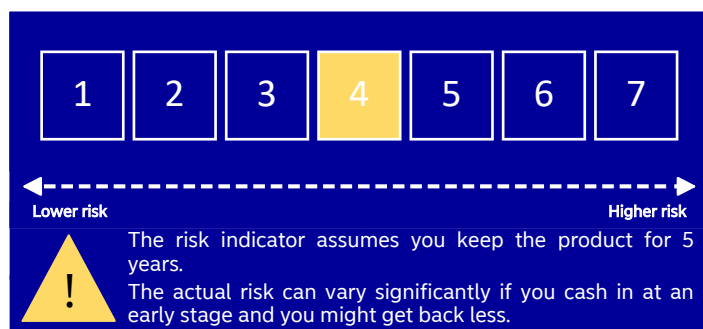 1 2 3 4 5 6 7
Lower risk Higher risk
!
The risk indicator assumes you keep the product for 5
years.
The actual risk can vary significantly if you cash in at an
early stage and you might get back less.